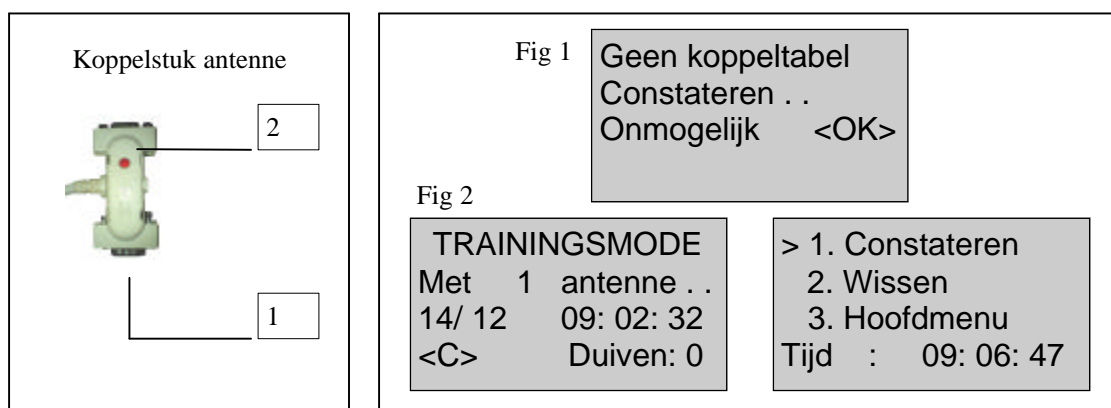 Koppelstuk antenne
2
1
Fig 1
Geen koppeltabel
Constateren . .
Onmogelijk <OK>
Fig 2
TRAININGSMODE
Met 1 antenne . .
14/ 12 09: 02: 32
<C> Duiven: 0
> 1. Constateren
2. Wissen
3. Hoofdmenu
Tijd : 09: 06: 47